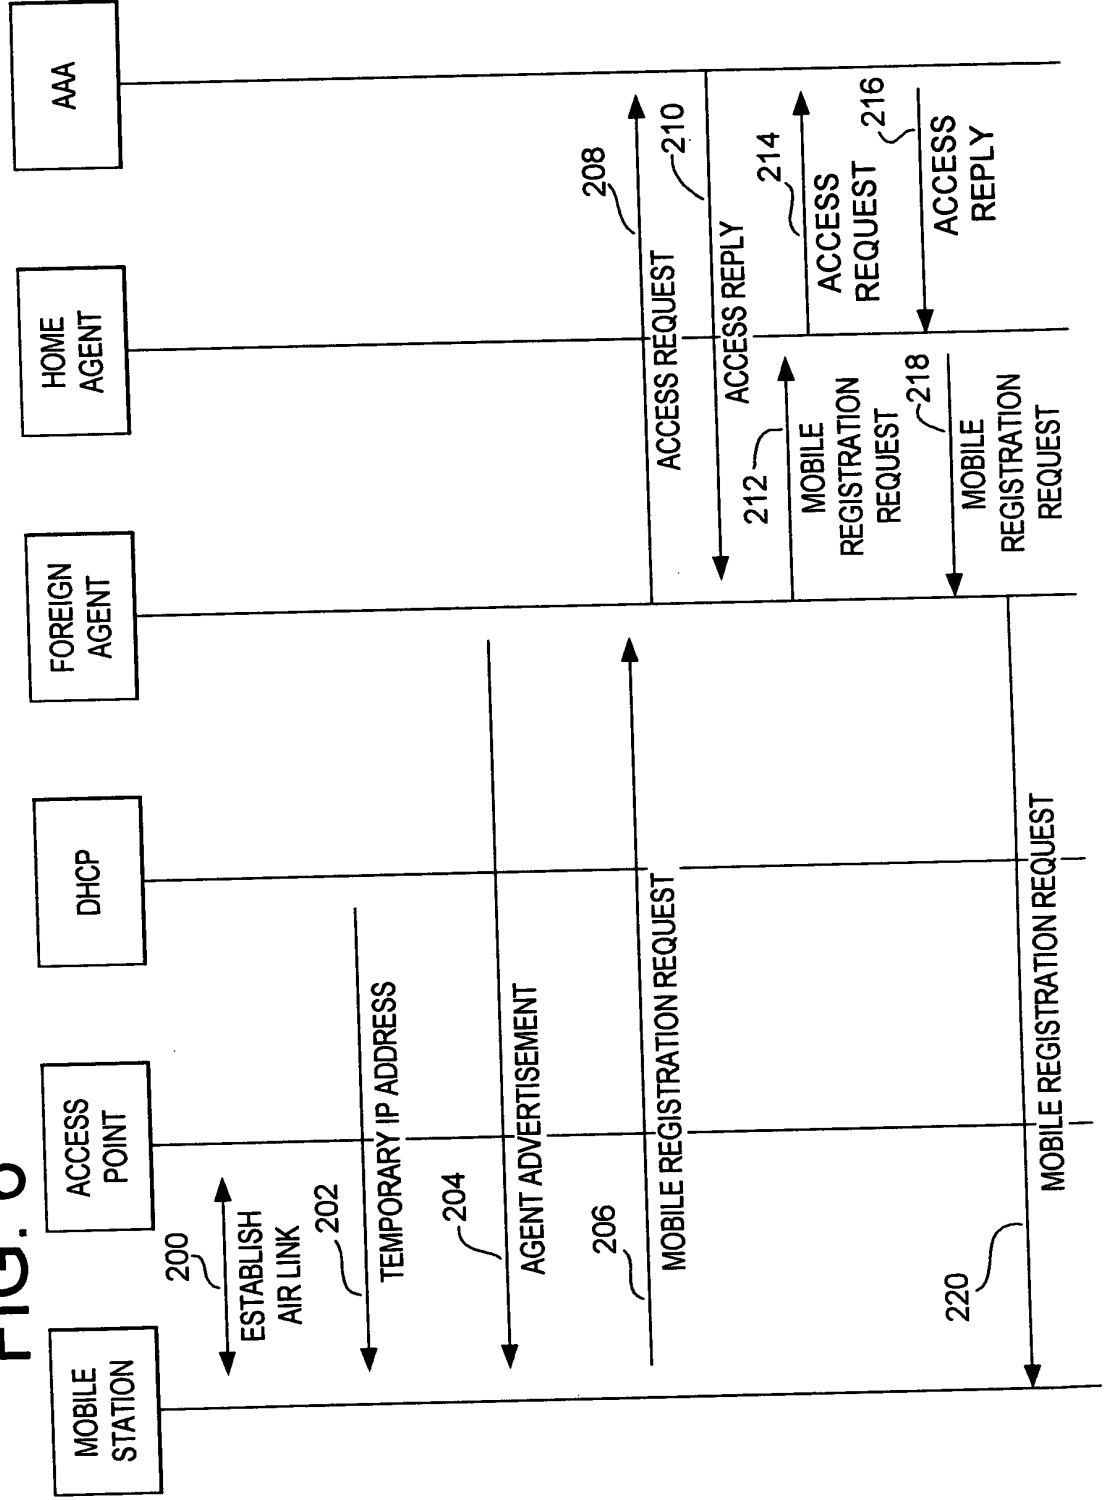 FIG. 6
MOBILE
STATION
ACCESS
POINT
DHCP
FOREIGN
AGENT
HOME
AGENT
AAA
200
ESTABLISH
AIR LINK
202
TEMPORARY IP ADDRESS
204
AGENT ADVERTISEMENT
206
MOBILE REGISTRATION REQUEST
208
ACCESS REQUEST
210
ACCESS REPLY
212
MOBILE
REGISTRATION
REQUEST
214
ACCESS
REQUEST
216
ACCESS
REPLY
218
MOBILE
REGISTRATION
REQUEST
220
MOBILE REGISTRATION REQUEST